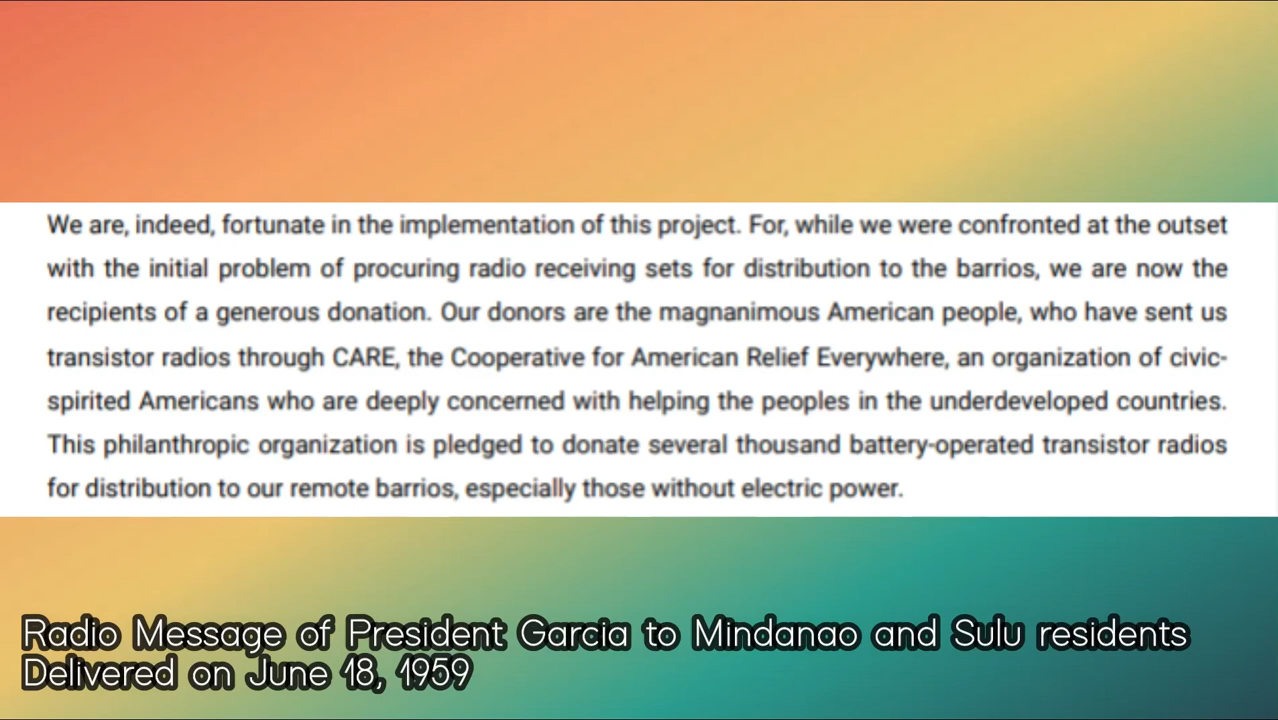 We are, indeed, fortunate in the implementation of this project. For, while we were confronted at the outset
with the initial problem of procuring radio receiving sets for distribution to the barrios, we are now the
recipients of a generous donation. Our donors are the magnanimous American people, who have sent us
transistor radios through CARE, the Cooperative for American Relief Everywhere, an organization of civic-
spirited Americans who are deeply concerned with helping the peoples in the underdeveloped countries.
This philanthropic organization is pledged to donate several thousand battery-operated transistor radios
for distribution to our remote barrios, especially those without electric power.
Radio Message of President Garcia to Mindanao and Sulu residents
Delivered on June 18, 1959